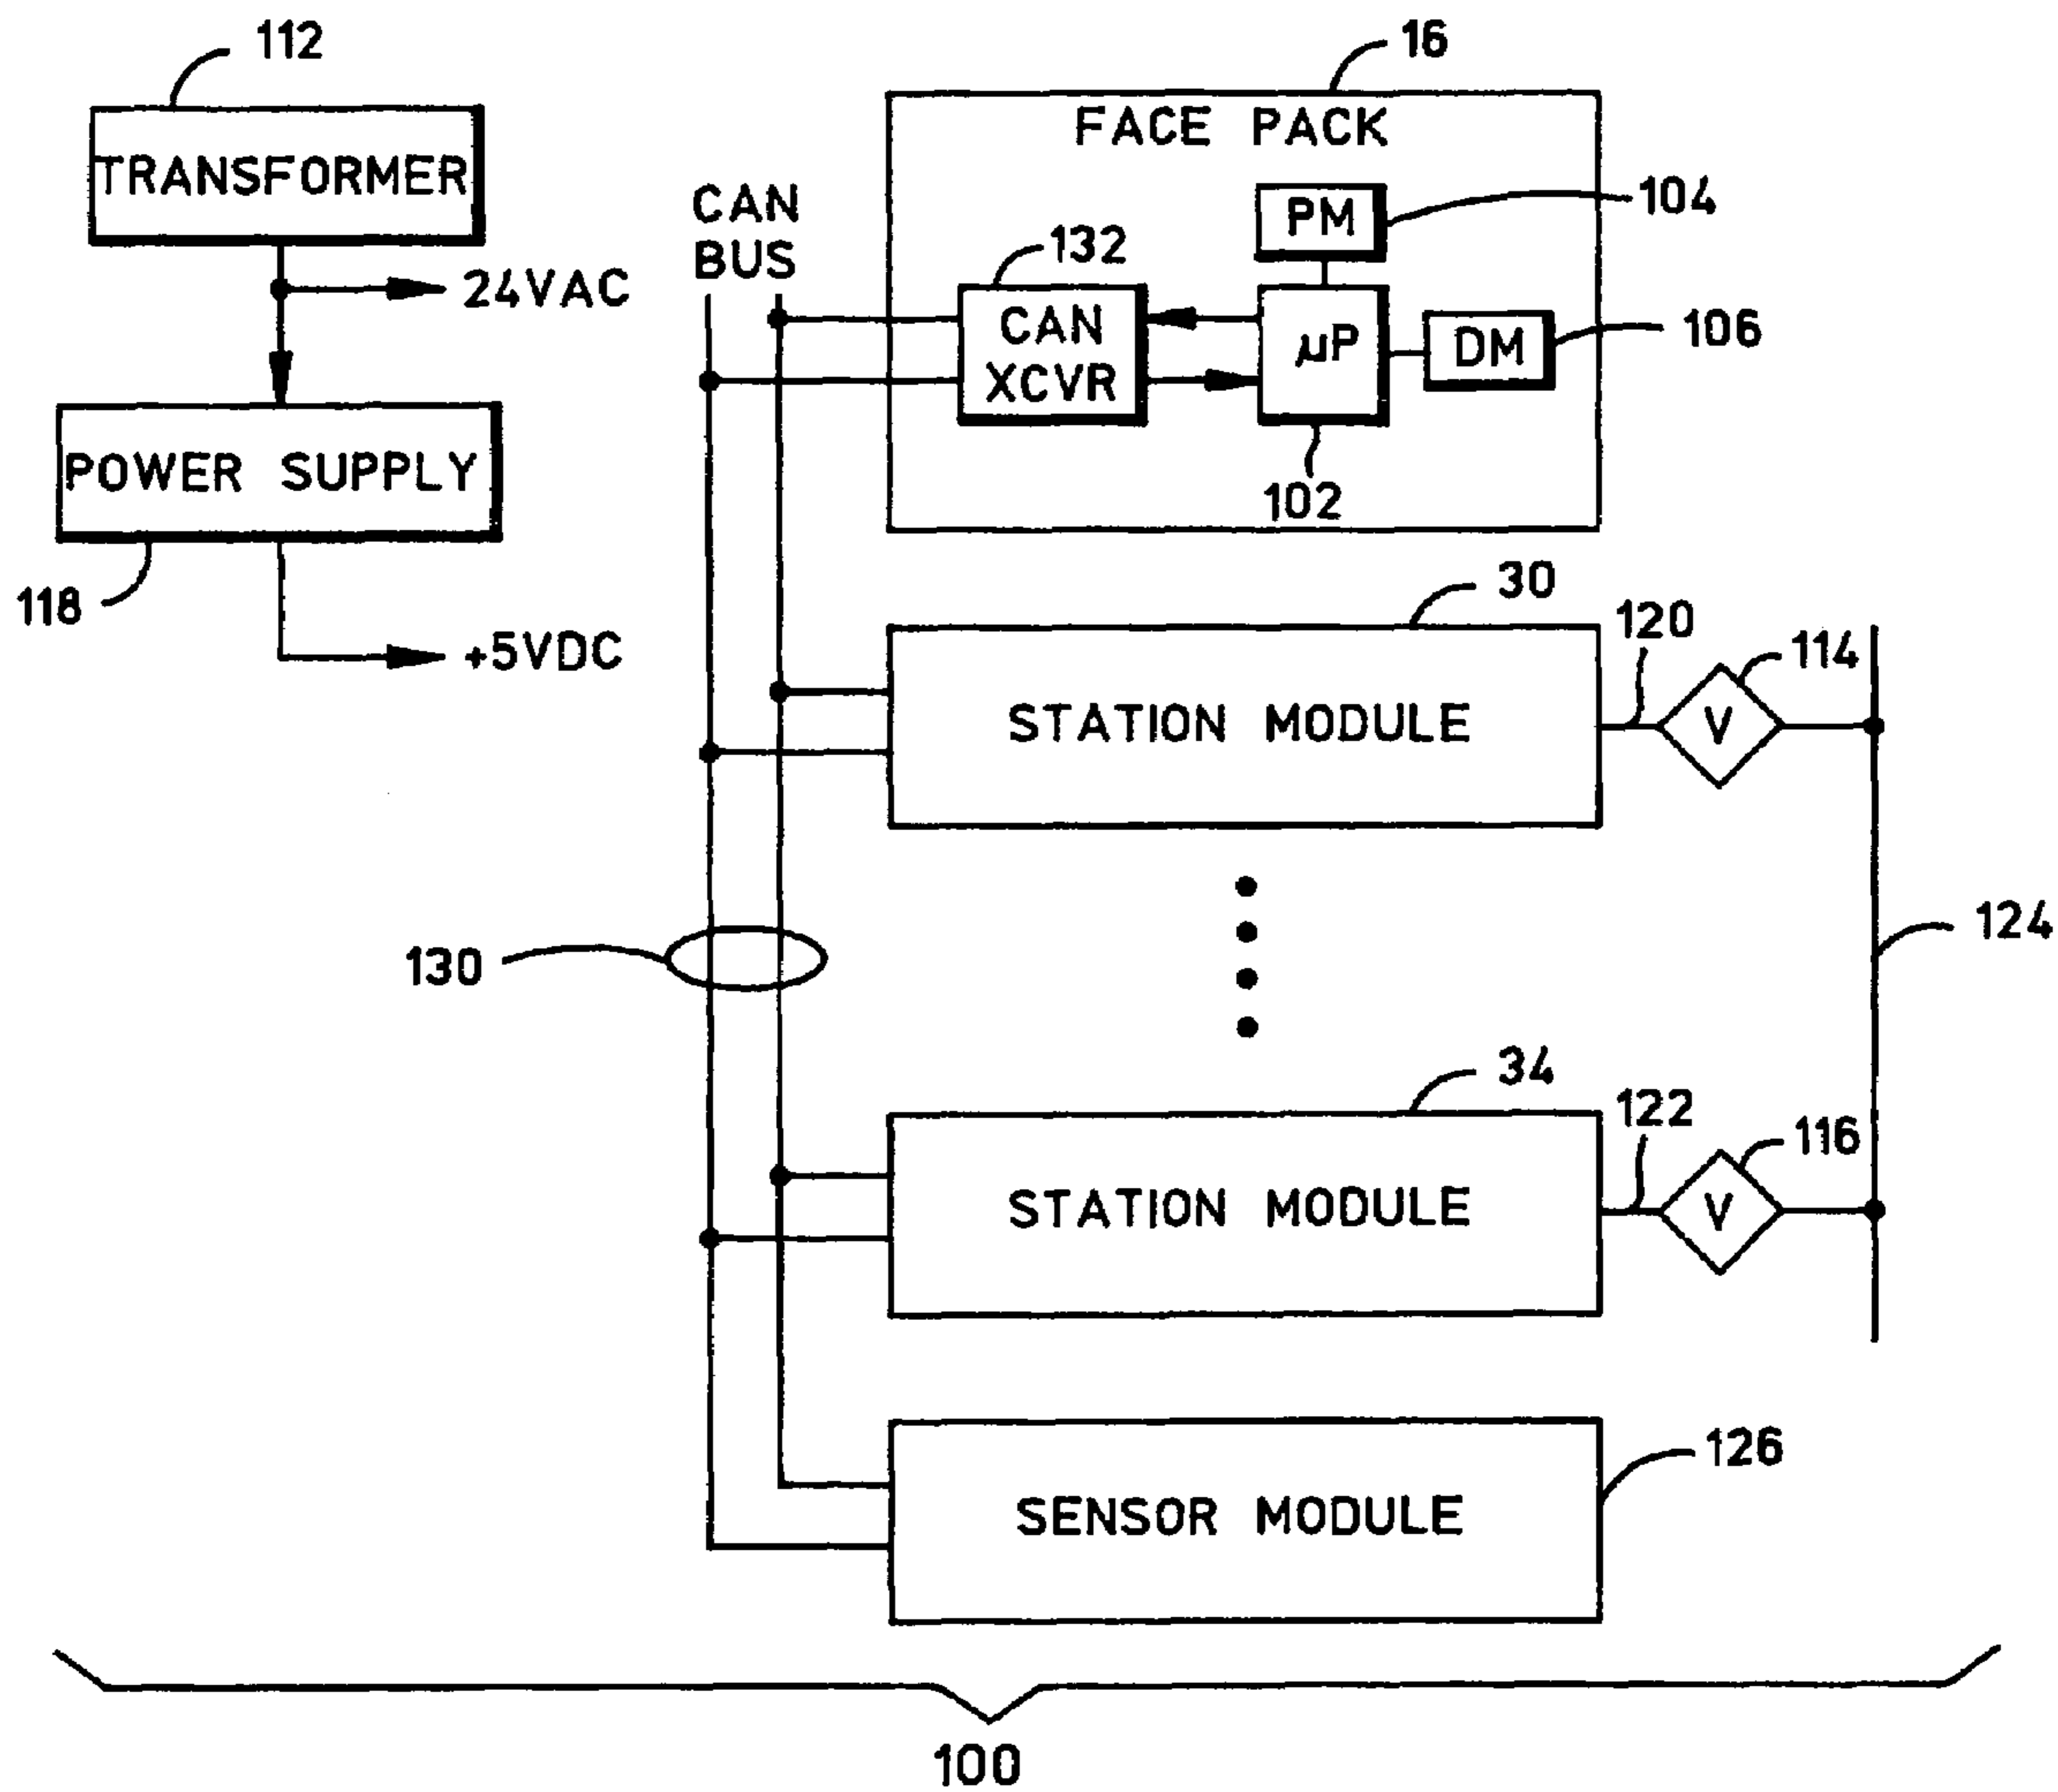 112
TRANSFORMER
24VAC
POWER SUPPLY
118
+5VDC
CAN
BUS
16
FACE PACK
PM
104
132
CAN
XCVR
µP
DM
106
102
30
STATION MODULE
120
V
114
124
130
34
STATION MODULE
122
V
116
SENSOR MODULE
126
100